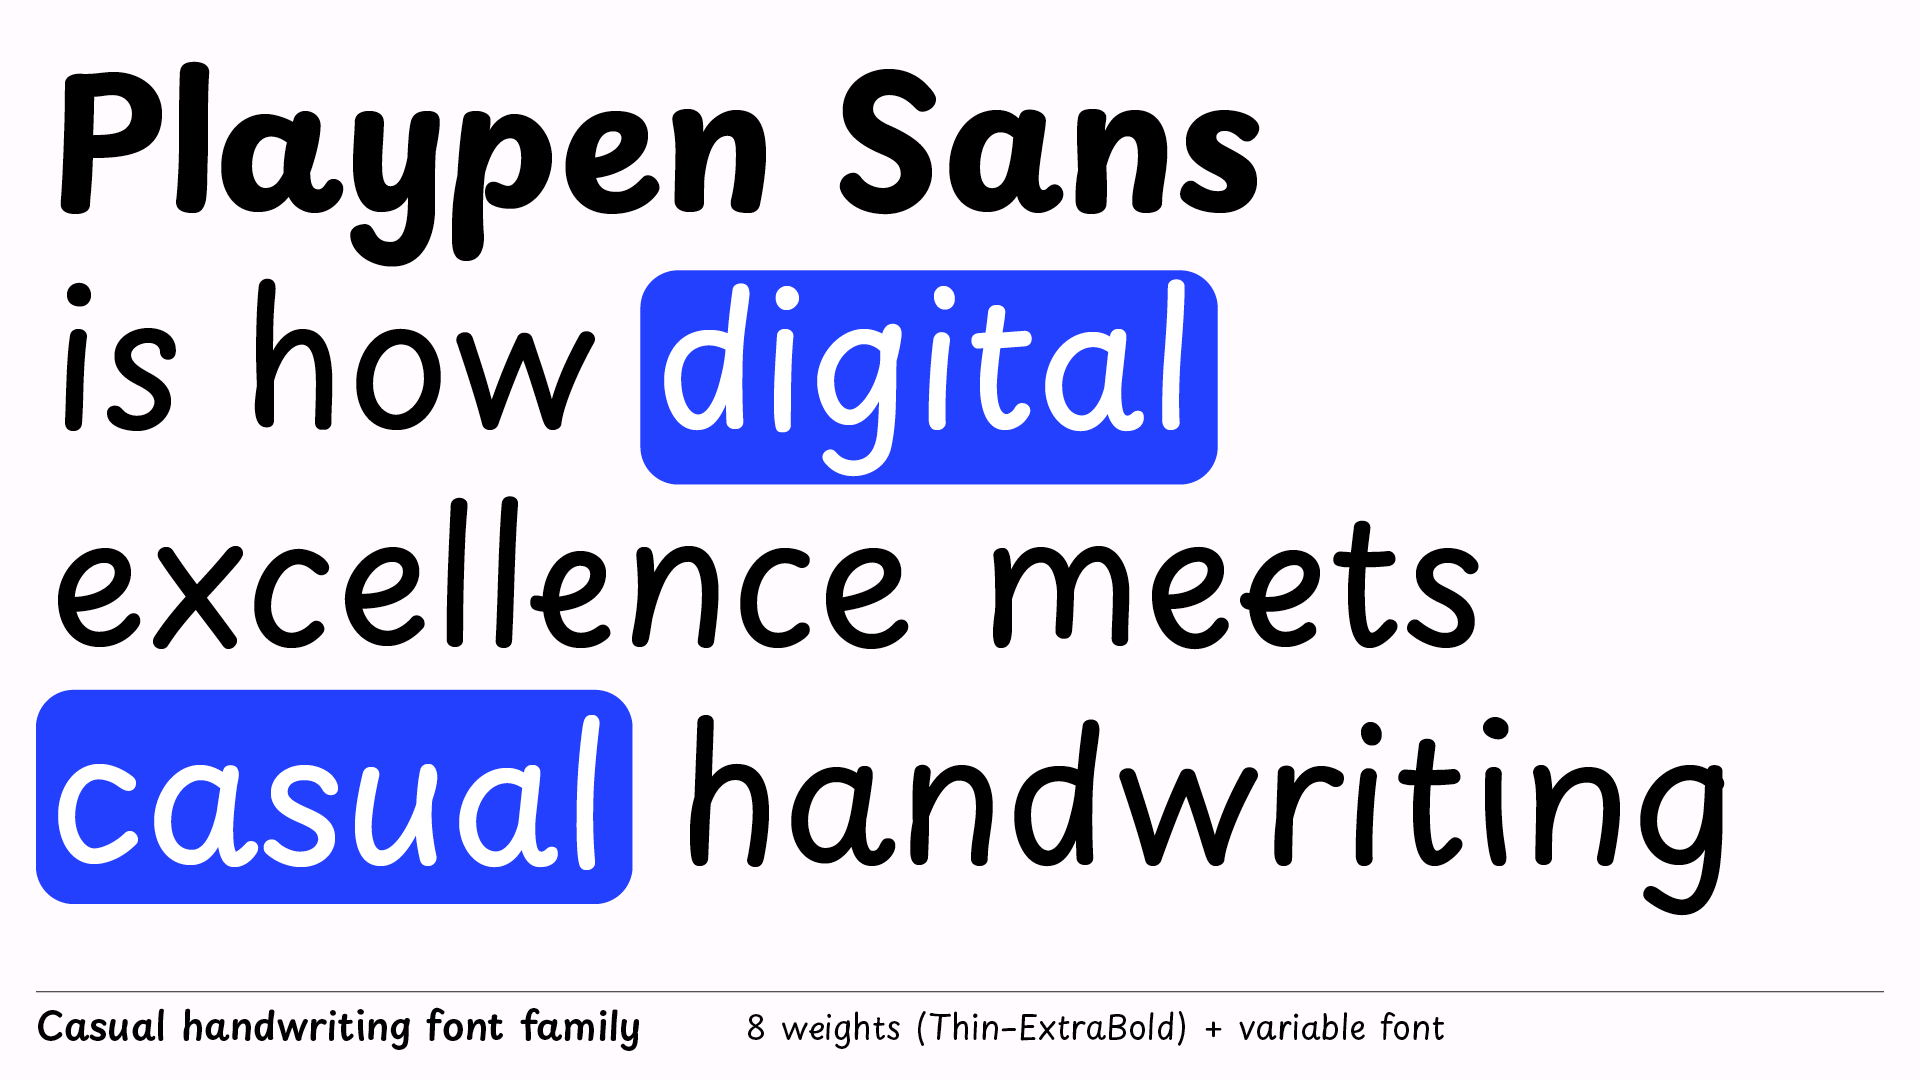 Playpen Sans
is how digital
excellence meets
casual handwriting
Casual handwriting font family
8 weights (Thin-ExtraBold) + variable font